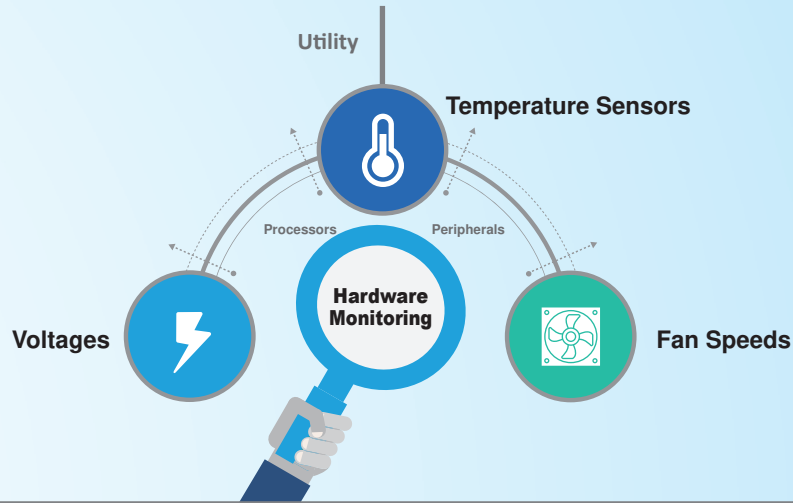 Utility
Temperature Sensors
Processors
Peripherals
Hardware
Monitoring
Voltages
Fan Speeds